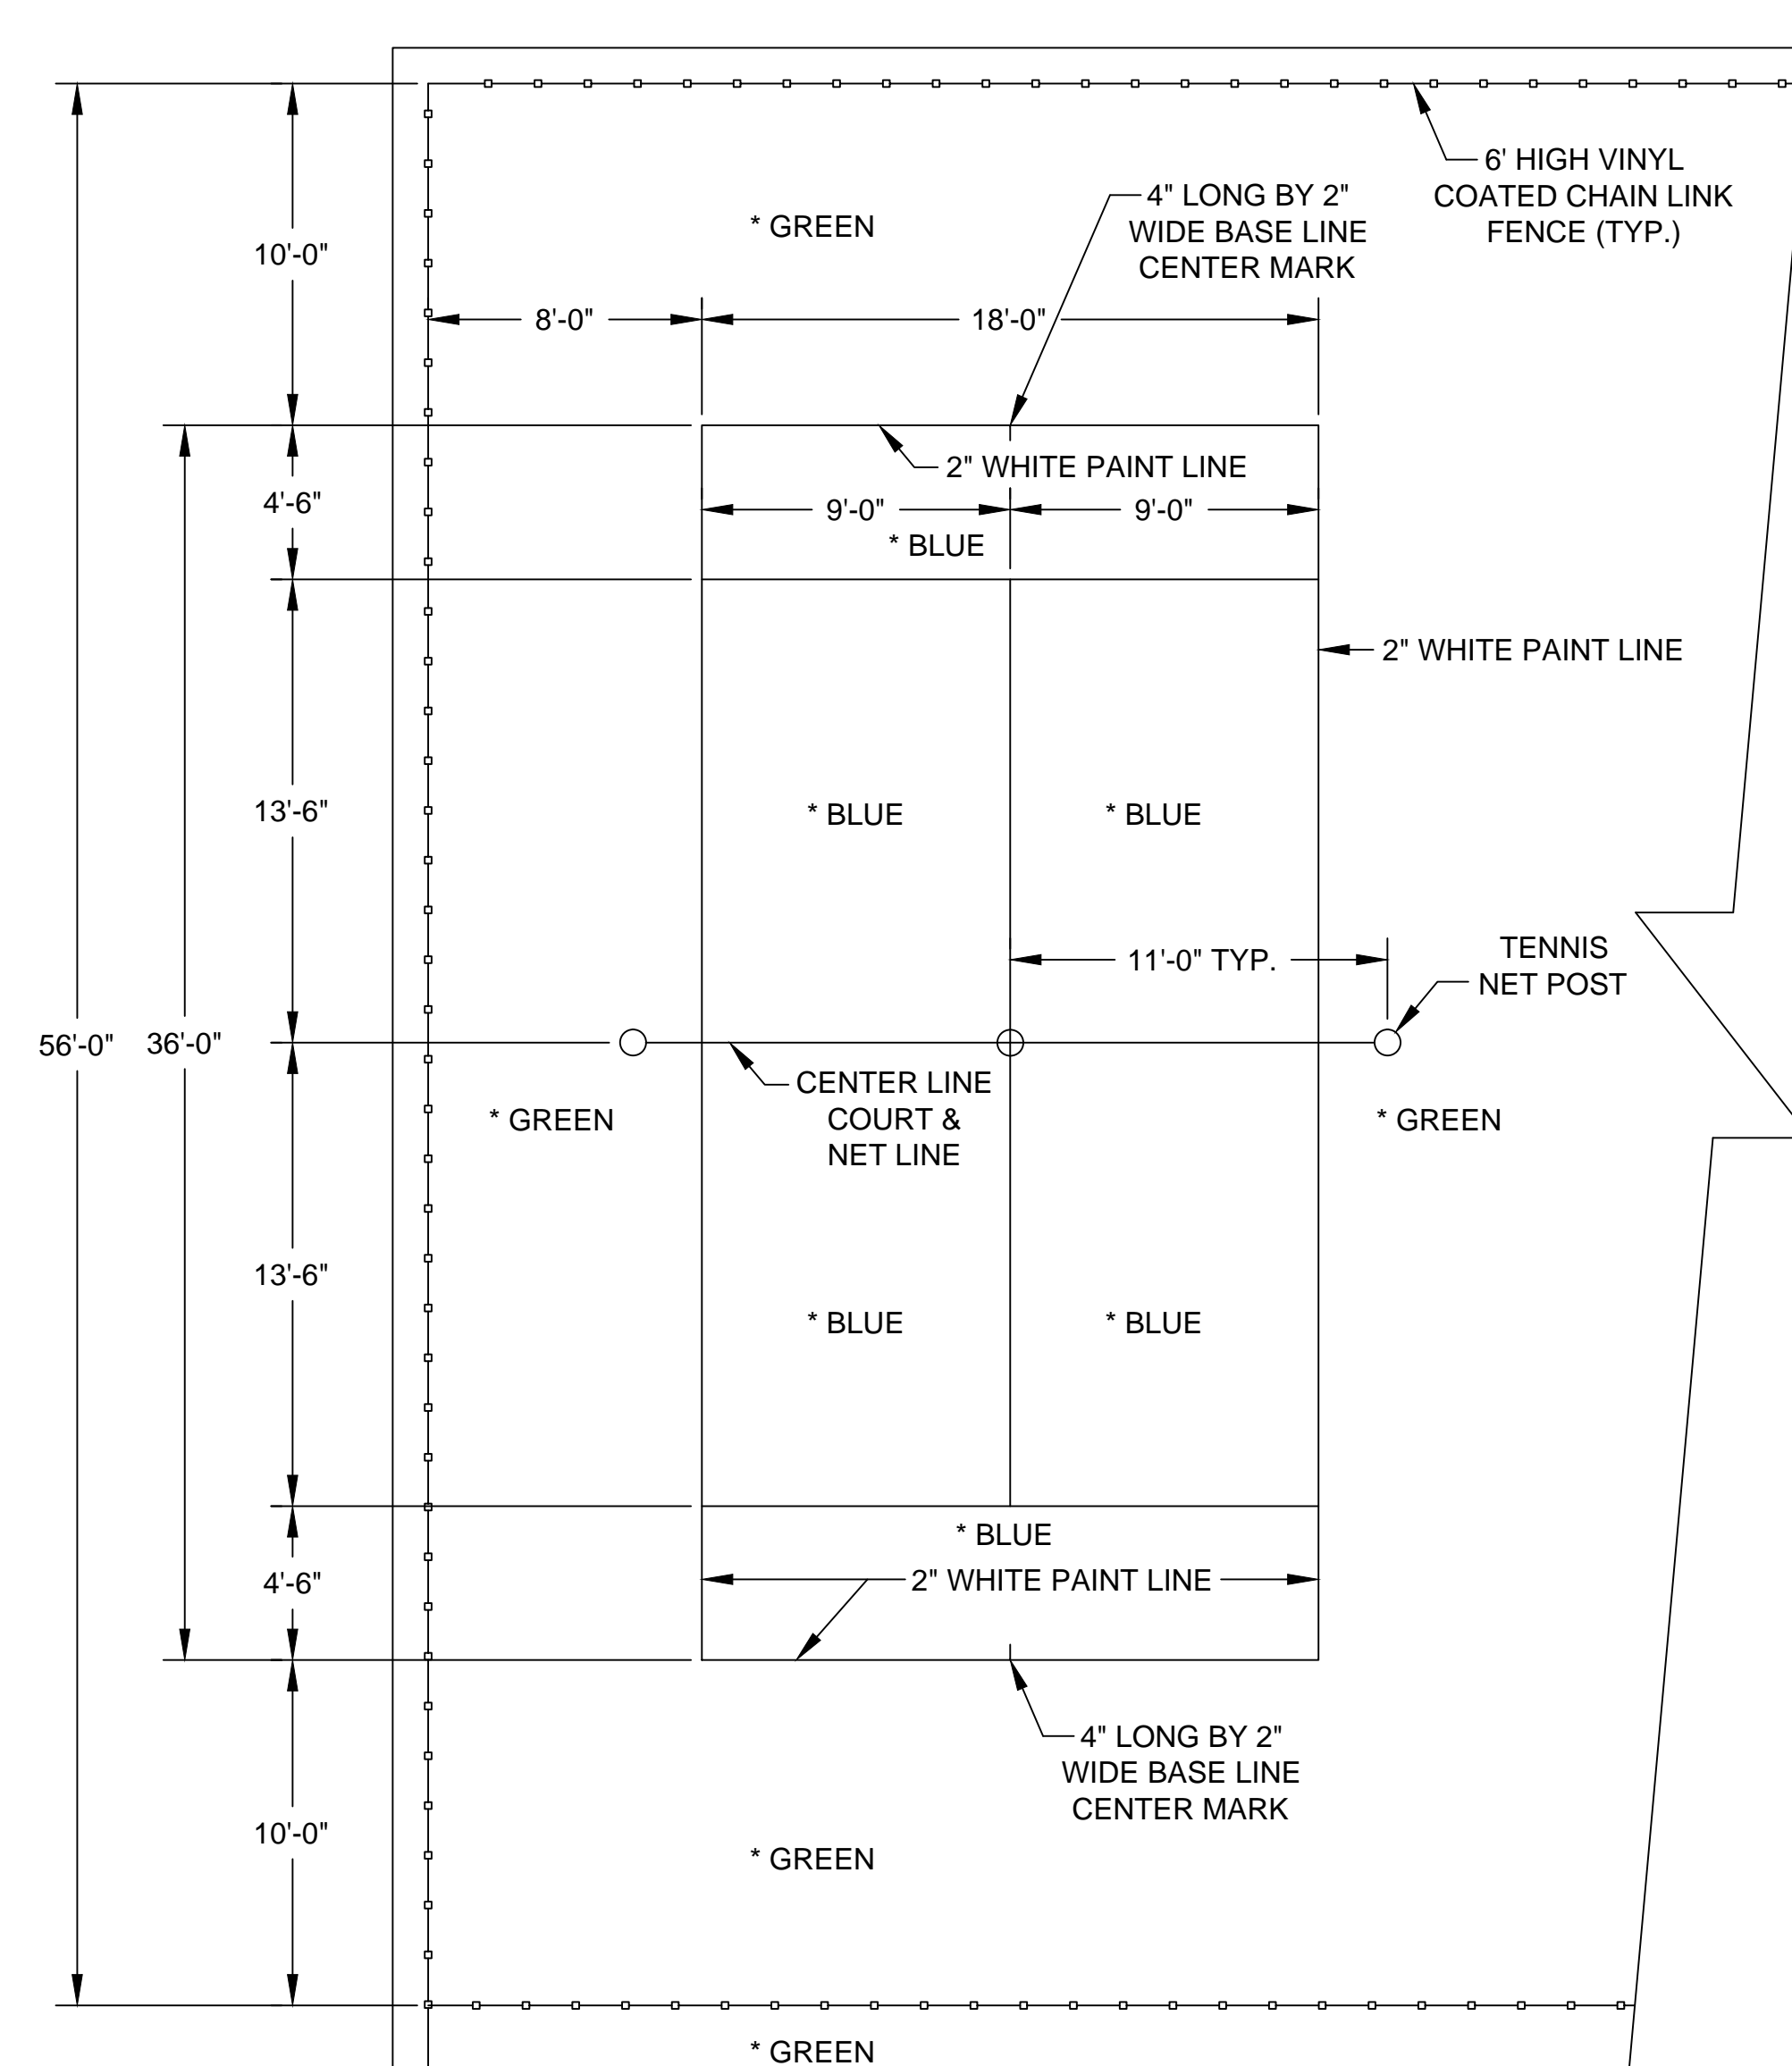 6' HIGH VINYL
COATED CHAIN LINK
FENCE (TYP.)
4" LONG BY 2"
WIDE BASE LINE
CENTER MARK
* GREEN
10'-0"
8'-0"
18'-0"
2" WHITE PAINT LINE
4'-6"
9'-0"
9'-0"
* BLUE
2" WHITE PAINT LINE
13'-6"
* BLUE
* BLUE
11'-0" TYP.
TENNIS
NET POST
56'-0"
36'-0"
CENTER LINE
COURT &
NET LINE
* GREEN
* GREEN
13'-6"
* BLUE
* BLUE
* BLUE
4'-6"
2" WHITE PAINT LINE
4" LONG BY 2"
WIDE BASE LINE
CENTER MARK
10'-0"
* GREEN
* GREEN